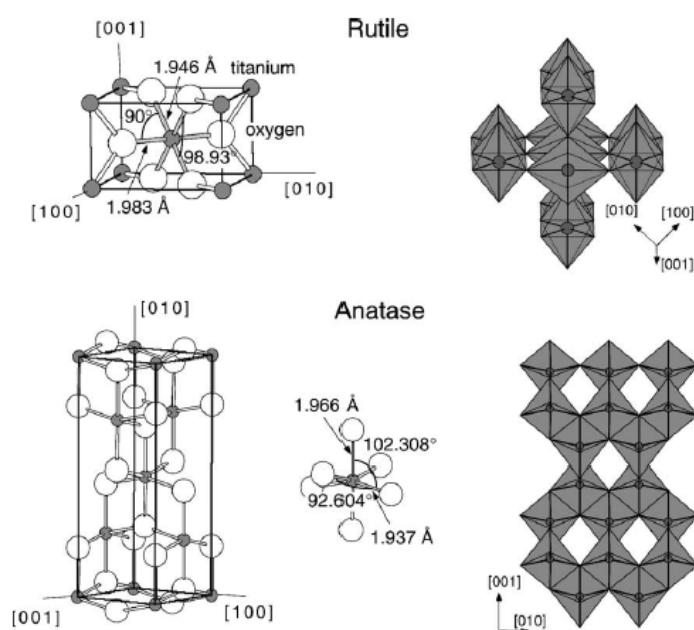 Rutile
[001]
1.946 Å
titanium
90°
oxygen
98.93°
[010]
[100]
1.983 Å
[010]
[100]
[001]
Anatase
[010]
1.966 Å
102.308°
92.604°
1.937 Å
[001]
[100]
[001]
[010]